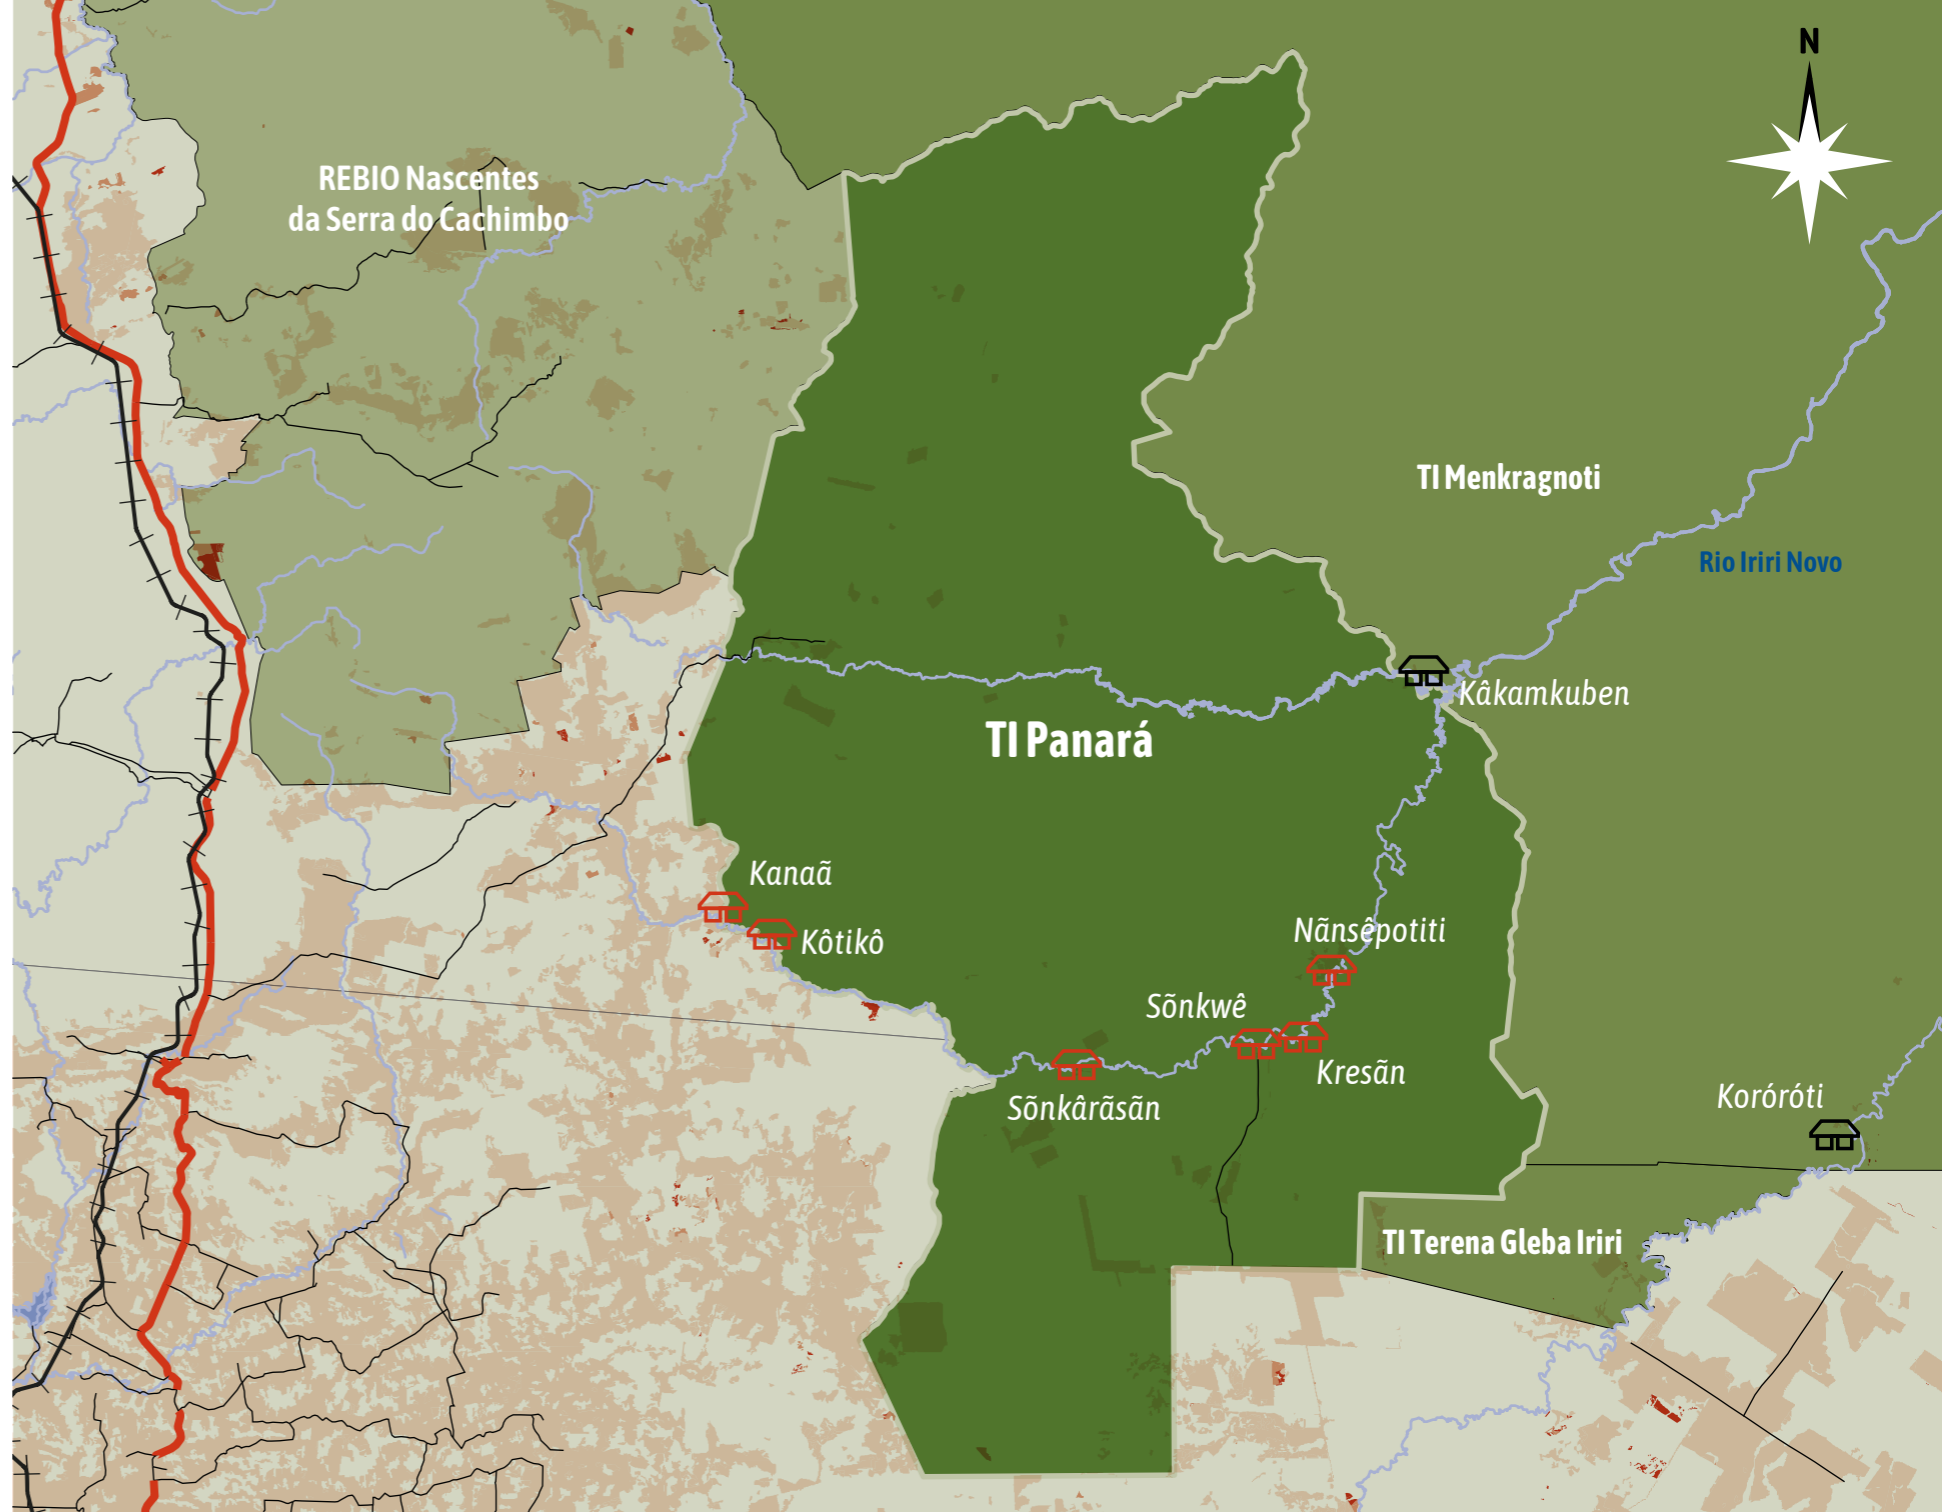 N
REBIO Nascentes
da Serra do Cachimbo
TI Menkragnoti
Rio Iriri Novo
Kâkamkuben
TI Panará
Kanaã
Kôtikô
Nãnsêpotiti
Sõnkwê
Kresãn
Sõnkârãsãn
Koróróti
TI Terena Gleba Iriri